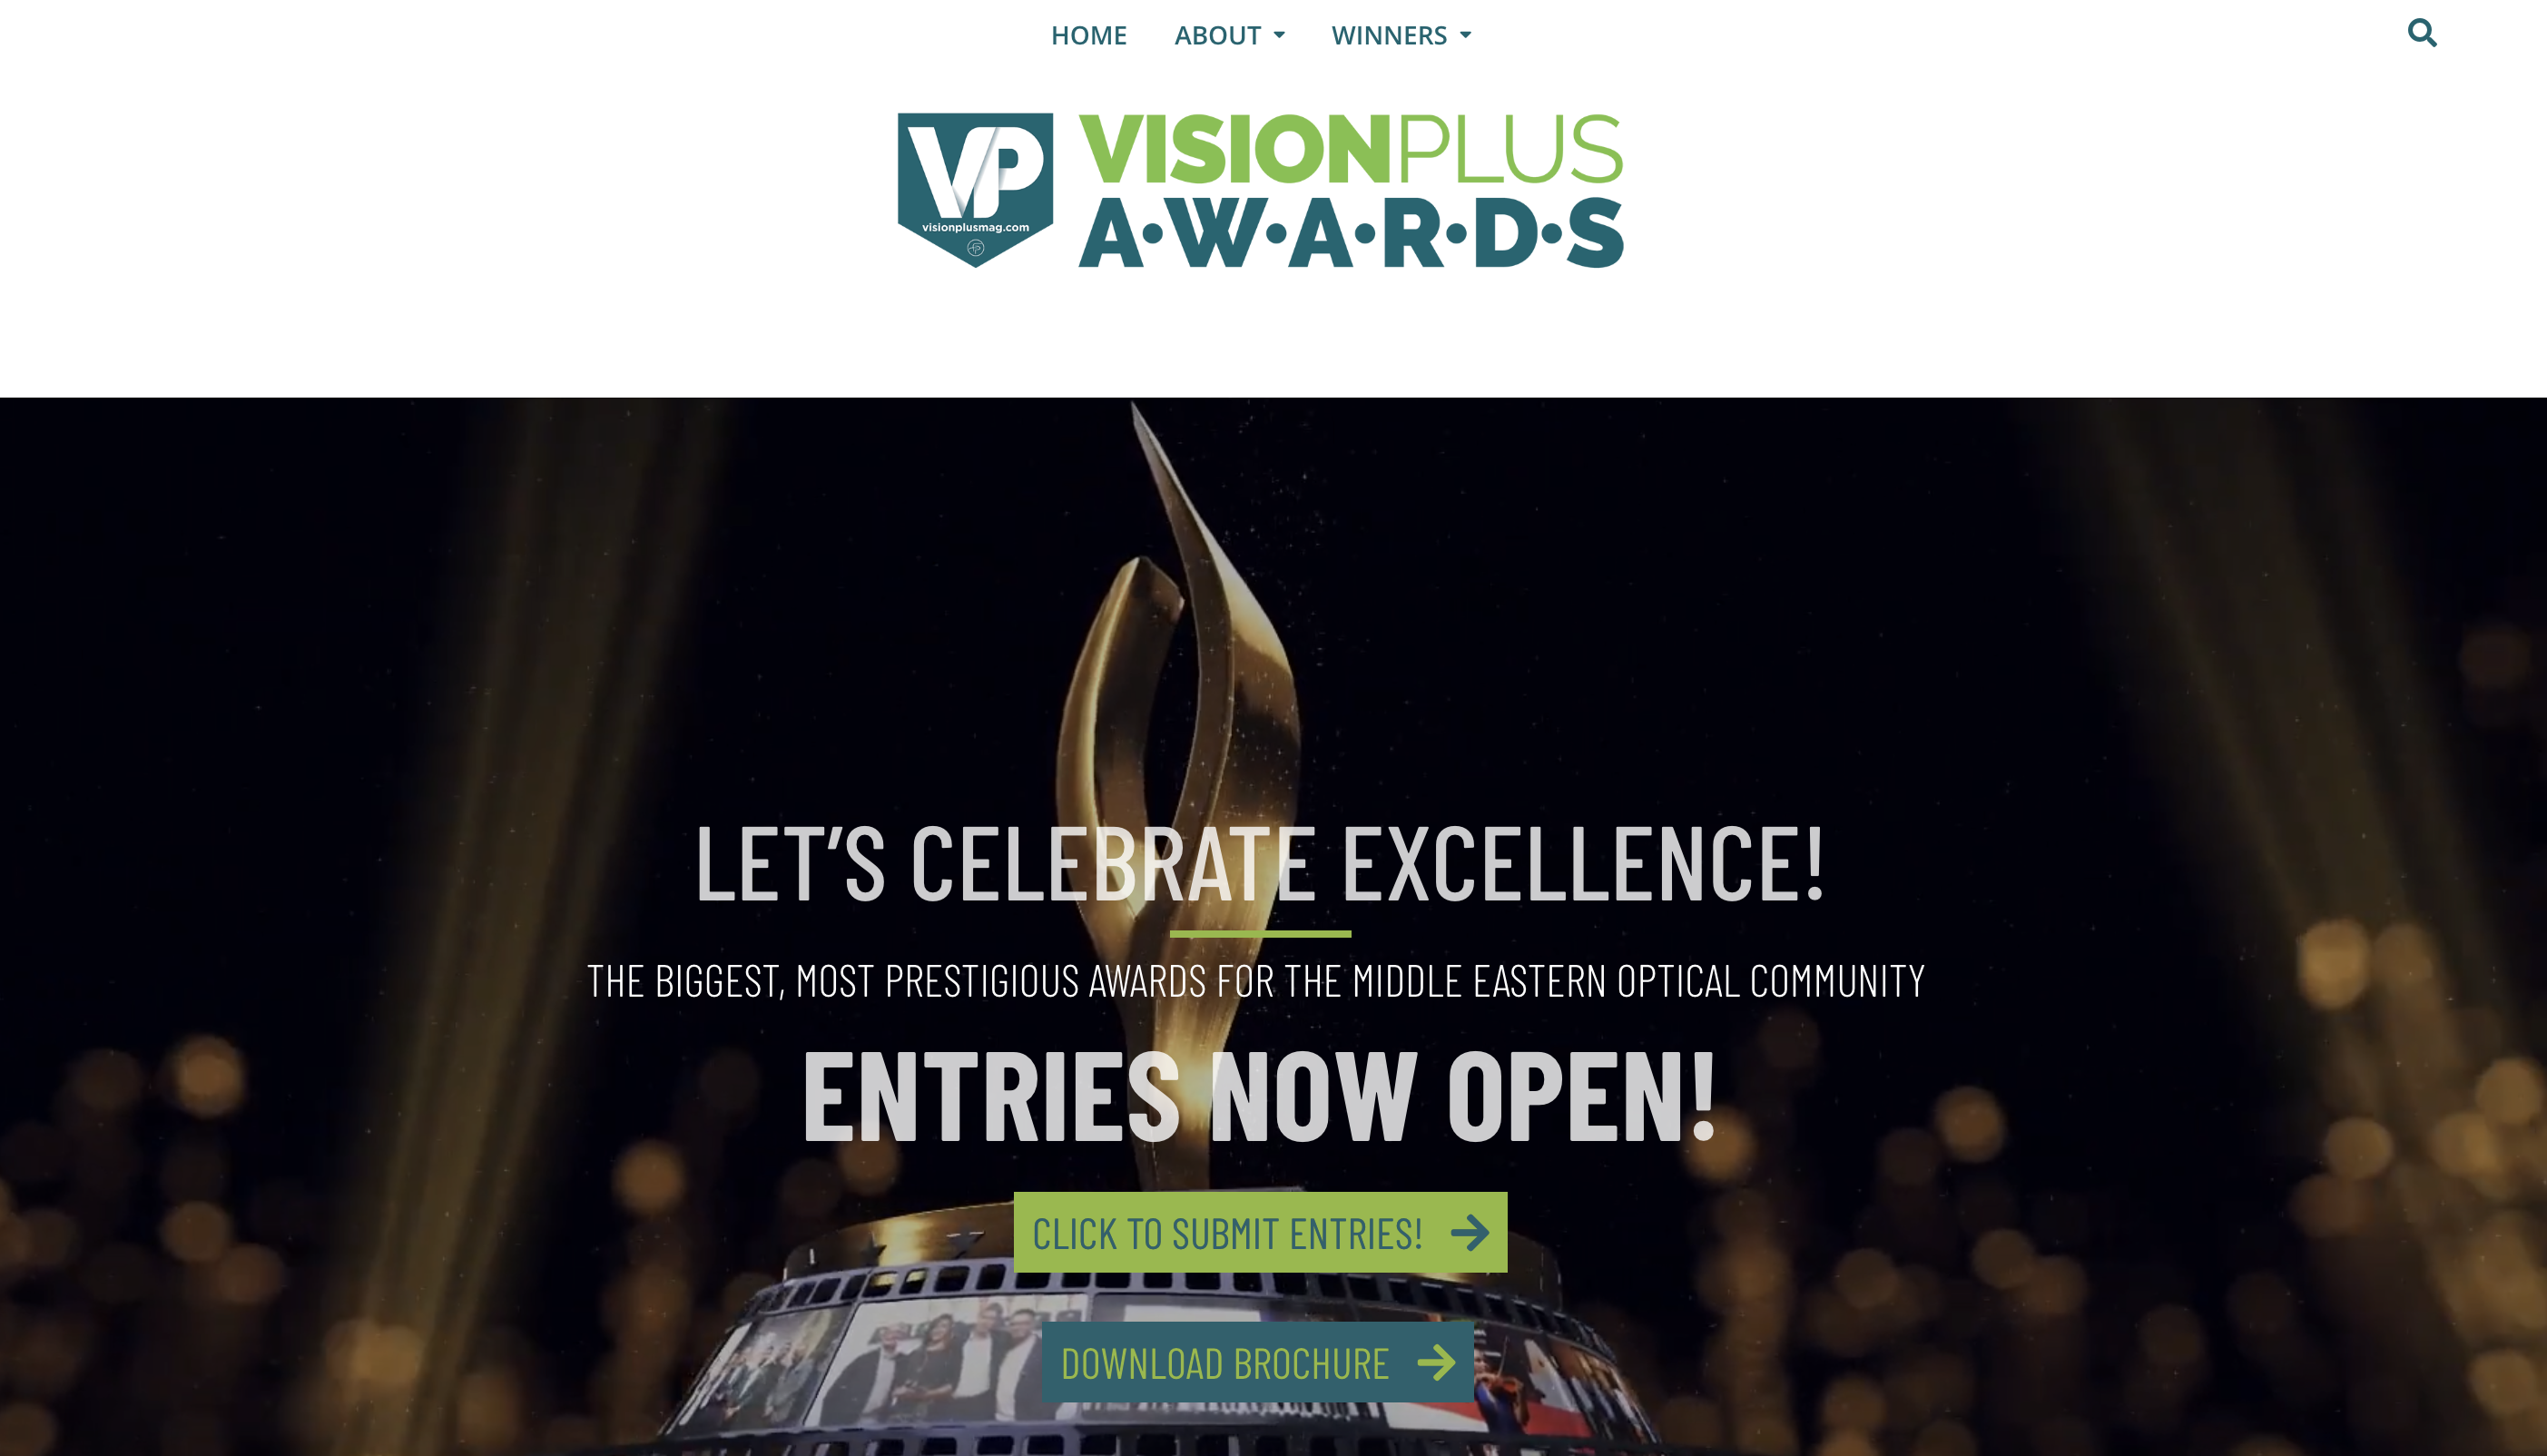 HOME ABOUT WINNERS
VP
visionplusmag.com
VISIONPLUS
A•W•A•R•D•S
LET’S CELEBRATE EXCELLENCE!
THE BIGGEST, MOST PRESTIGIOUS AWARDS FOR THE MIDDLE EASTERN OPTICAL COMMUNITY
ENTRIES NOW OPEN!
CLICK TO SUBMIT ENTRIES!
DOWNLOAD BROCHURE